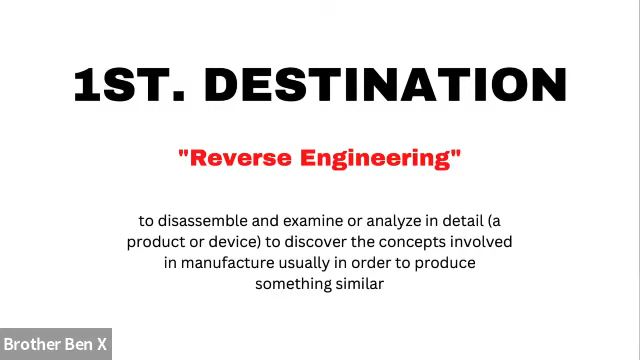 1ST. DESTINATION
"Reverse Engineering"
to disassemble and examine or analyze in detail (a
product or device) to discover the concepts involved
in manufacture usually in order to produce
something similar
Brother Ben X